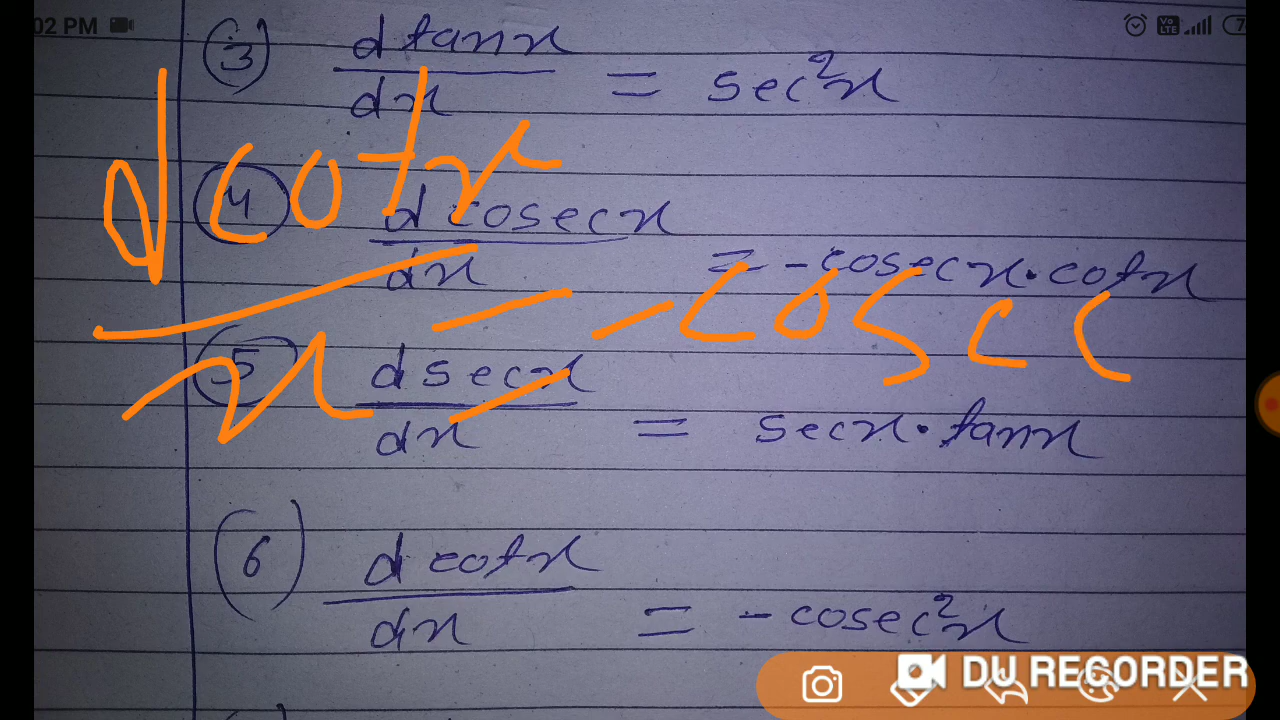 02 PM
(3) d tanx
dx = sec²x
d cotx
(4) d cosecx
dx = -cosecx.cotx
x = -cosec
(5) d secx
dx = secx.tanx
(6) d cotx
dx = -cosec²x
DU RECORDER